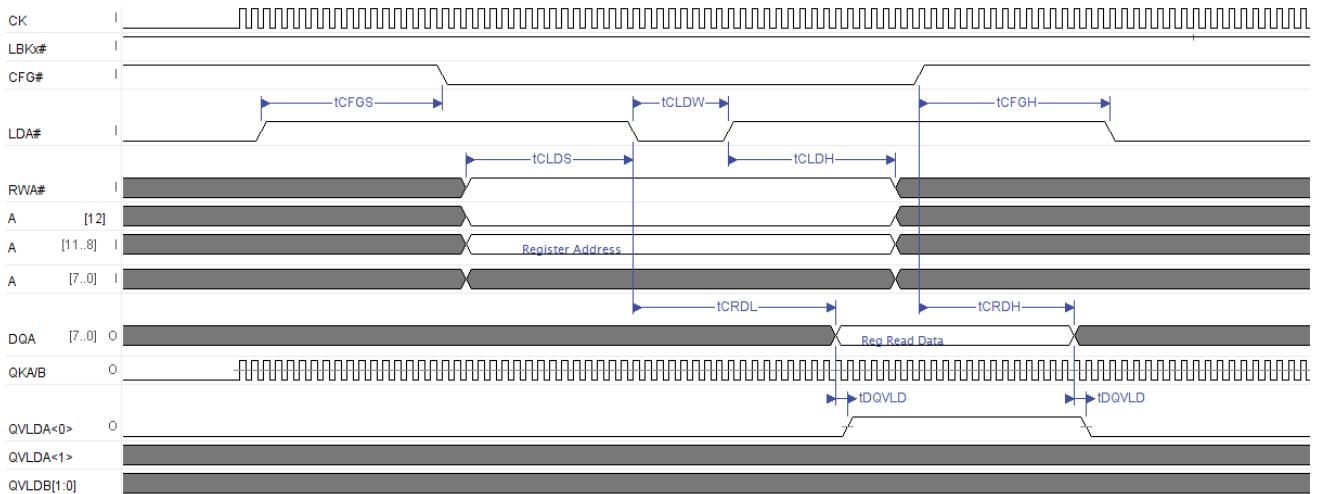 CK I
LBKx# I
CFG# I
tCFGS tCLDW tCFGH
LDA# I
tCLDS tCLDH
RWA# I
A [12]
A [11..8] I Register Address
A [7..0] I
tCRDL tCRDH
DQA [7..0] O Reg Read Data
QKA/B O
tDQVLD tDQVLD
QVLDA<0> O
QVLDA<1>
QVLDB[1:0]